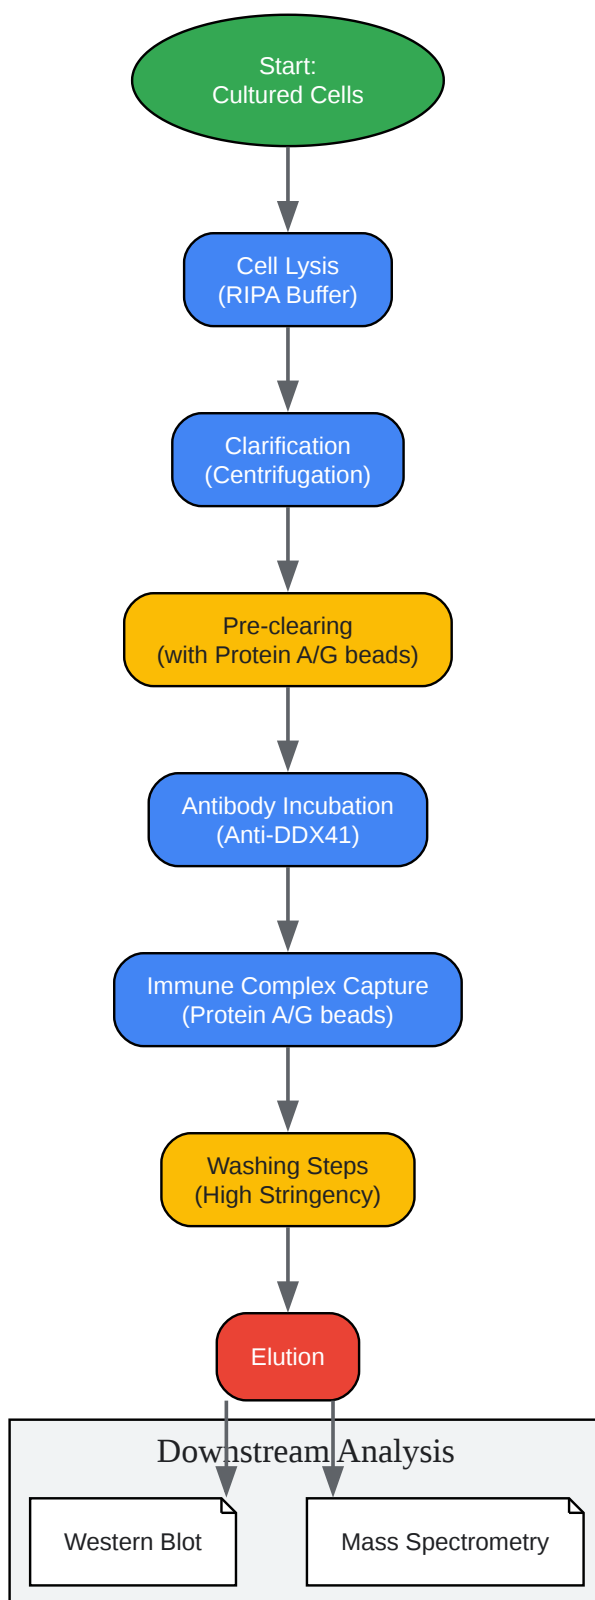 Start:
Cultured Cells
Cell Lysis
(RIPA Buffer)
Clarification
(Centrifugation)
Pre-clearing
(with Protein A/G beads)
Antibody Incubation
(Anti-DDX41)
Immune Complex Capture
(Protein A/G beads)
Washing Steps
(High Stringency)
Elution
Downstream Analysis
Western Blot
Mass Spectrometry